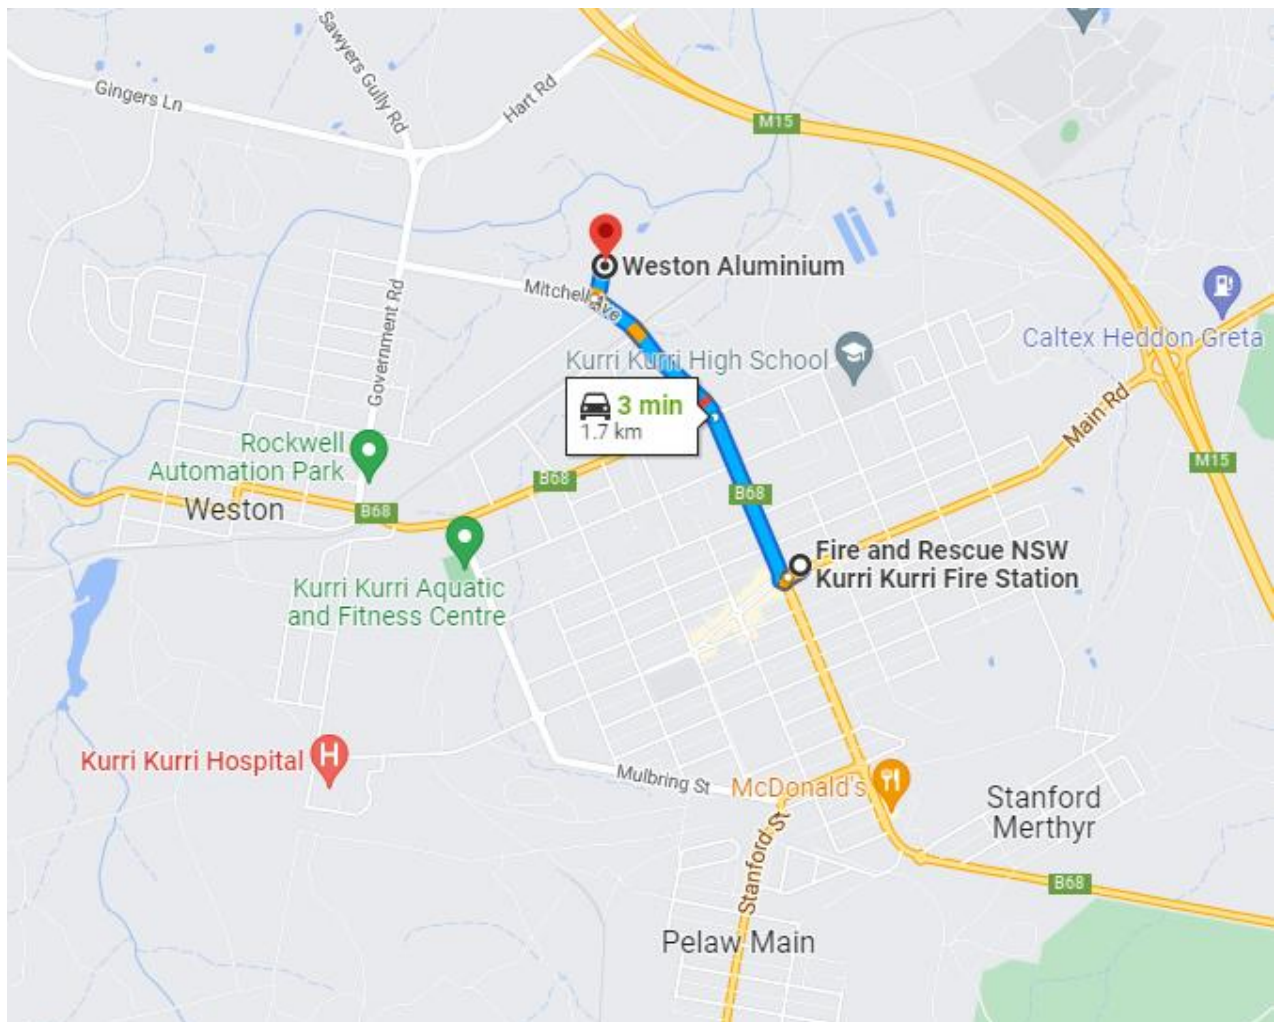 Sawyers Gully Rd
Gingers Ln
Hart Rd
M15
Weston Aluminium
Mitchell Ave
Government Rd
Caltex Heddon Greta
Kurri Kurri High School
3 min
1.7 km
Main Rd
Rockwell
Automation Park
M15
B68
B68
Weston
B68
Fire and Rescue NSW
Kurri Kurri Fire Station
Kurri Kurri Aquatic
and Fitness Centre
Kurri Kurri Hospital
H
Mulbring St
McDonald's
Stanford
Merthyr
Stanford St
B68
Pelaw Main